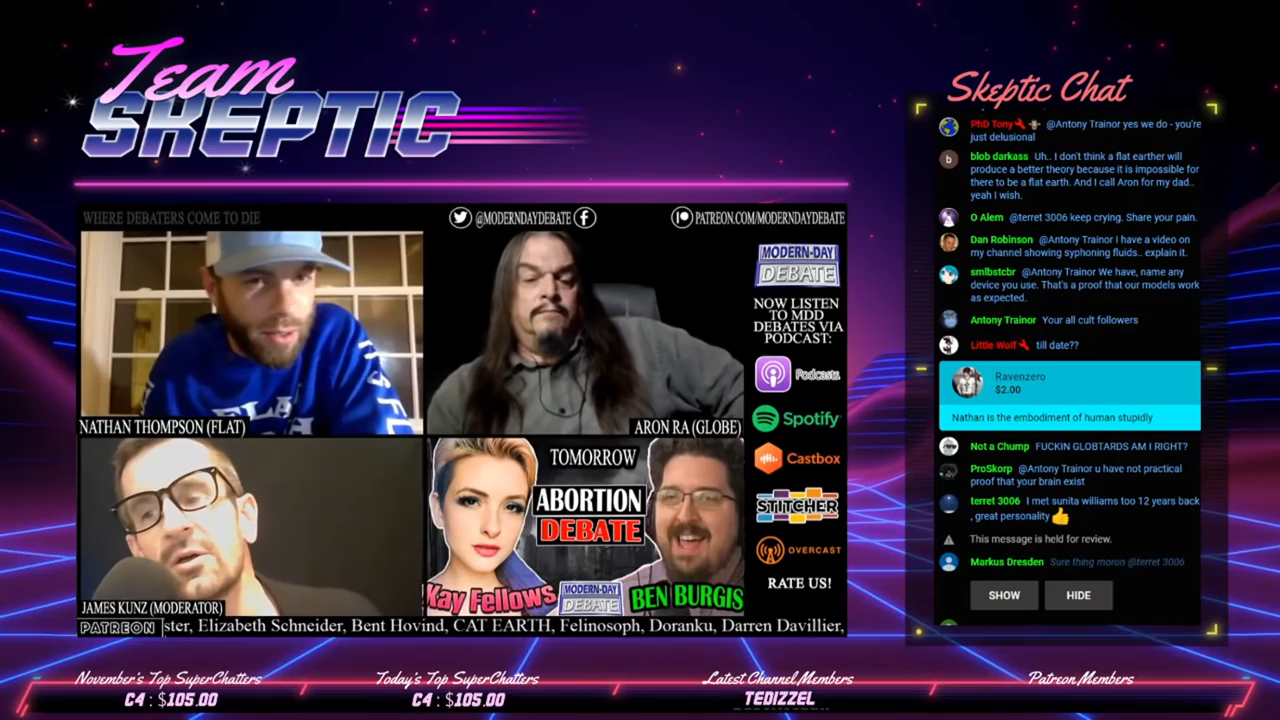 Team
SKEPTIC
WHERE DEBATERS COME TO DIE
@MODERNDAYDEBATE
PATREON.COM/MODERNDAYDEBATE
NATHAN THOMPSON (FLAT)
ARON RA (GLOBE)
MODERN-DAY
DEBATE
NOW LISTEN
TO MDD
DEBATES VIA
PODCAST:
Podcasts
Spotify
Castbox
STITCHER
OVERCAST
RATE US!
JAMES KUNZ (MODERATOR)
TOMORROW
ABORTION
DEBATE
Kay Fellows
MODERN-DAY
DEBATE
BEN BURGIS
PATREON
ster, Elizabeth Schneider, Bent Hovind, CAT EARTH, Felinosoph, Doranku, Darren Davillier,
Skeptic Chat
PhD Tony @Antony Trainor yes we do - you're
just delusional
b
blob darkass Uh.. I don't think a flat earther will
produce a better theory because it is impossible for
there to be a flat earth. And I call Aron for my dad..
yeah I wish.
O Alem @terret 3006 keep crying. Share your pain.
Dan Robinson @Antony Trainor I have a video on
my channel showing syphoning fluids.. explain it.
smlbstcbr @Antony Trainor We have, name any
device you use. That's a proof that our models work
as expected.
Antony Trainor Your all cult followers
Little Wolf till date??
Ravenzero
$2.00
Nathan is the embodiment of human stupidly
Not a Chump FUCKIN GLOBTARDS AM I RIGHT?
ProSkorp @Antony Trainor u have not practical
proof that your brain exist
terret 3006 I met sunita williams too 12 years back
, great personality 👍
This message is held for review.
Markus Dresden Sure thing moron @terret 3006
SHOW HIDE
November's Top SuperChatters
C4 : $105.00
Today's Top SuperChatters
C4 : $105.00
Latest Channel Members
TEDIZZEL
Patreon Members